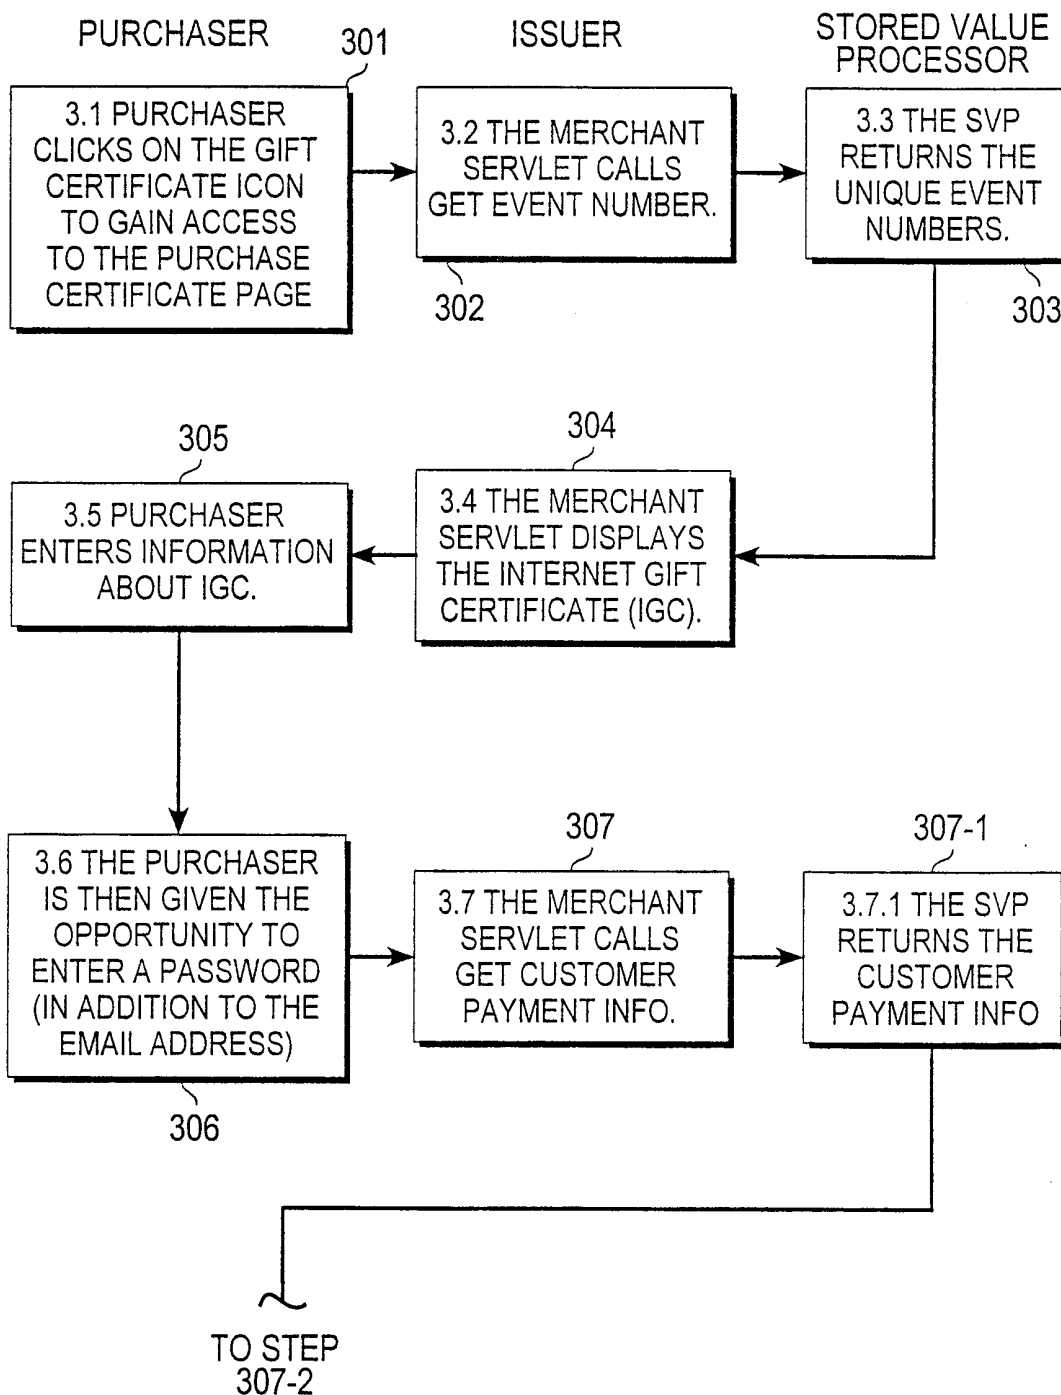 PURCHASER
ISSUER
STORED VALUE
PROCESSOR
301
3.1 PURCHASER
CLICKS ON THE GIFT
CERTIFICATE ICON
TO GAIN ACCESS
TO THE PURCHASE
CERTIFICATE PAGE
3.2 THE MERCHANT
SERVLET CALLS
GET EVENT NUMBER.
302
3.3 THE SVP
RETURNS THE
UNIQUE EVENT
NUMBERS.
303
305
3.5 PURCHASER
ENTERS INFORMATION
ABOUT IGC.
304
3.4 THE MERCHANT
SERVLET DISPLAYS
THE INTERNET GIFT
CERTIFICATE (IGC).
3.6 THE PURCHASER
IS THEN GIVEN THE
OPPORTUNITY TO
ENTER A PASSWORD
(IN ADDITION TO THE
EMAIL ADDRESS)
306
307
3.7 THE MERCHANT
SERVLET CALLS
GET CUSTOMER
PAYMENT INFO.
307-1
3.7.1 THE SVP
RETURNS THE
CUSTOMER
PAYMENT INFO
TO STEP
307-2